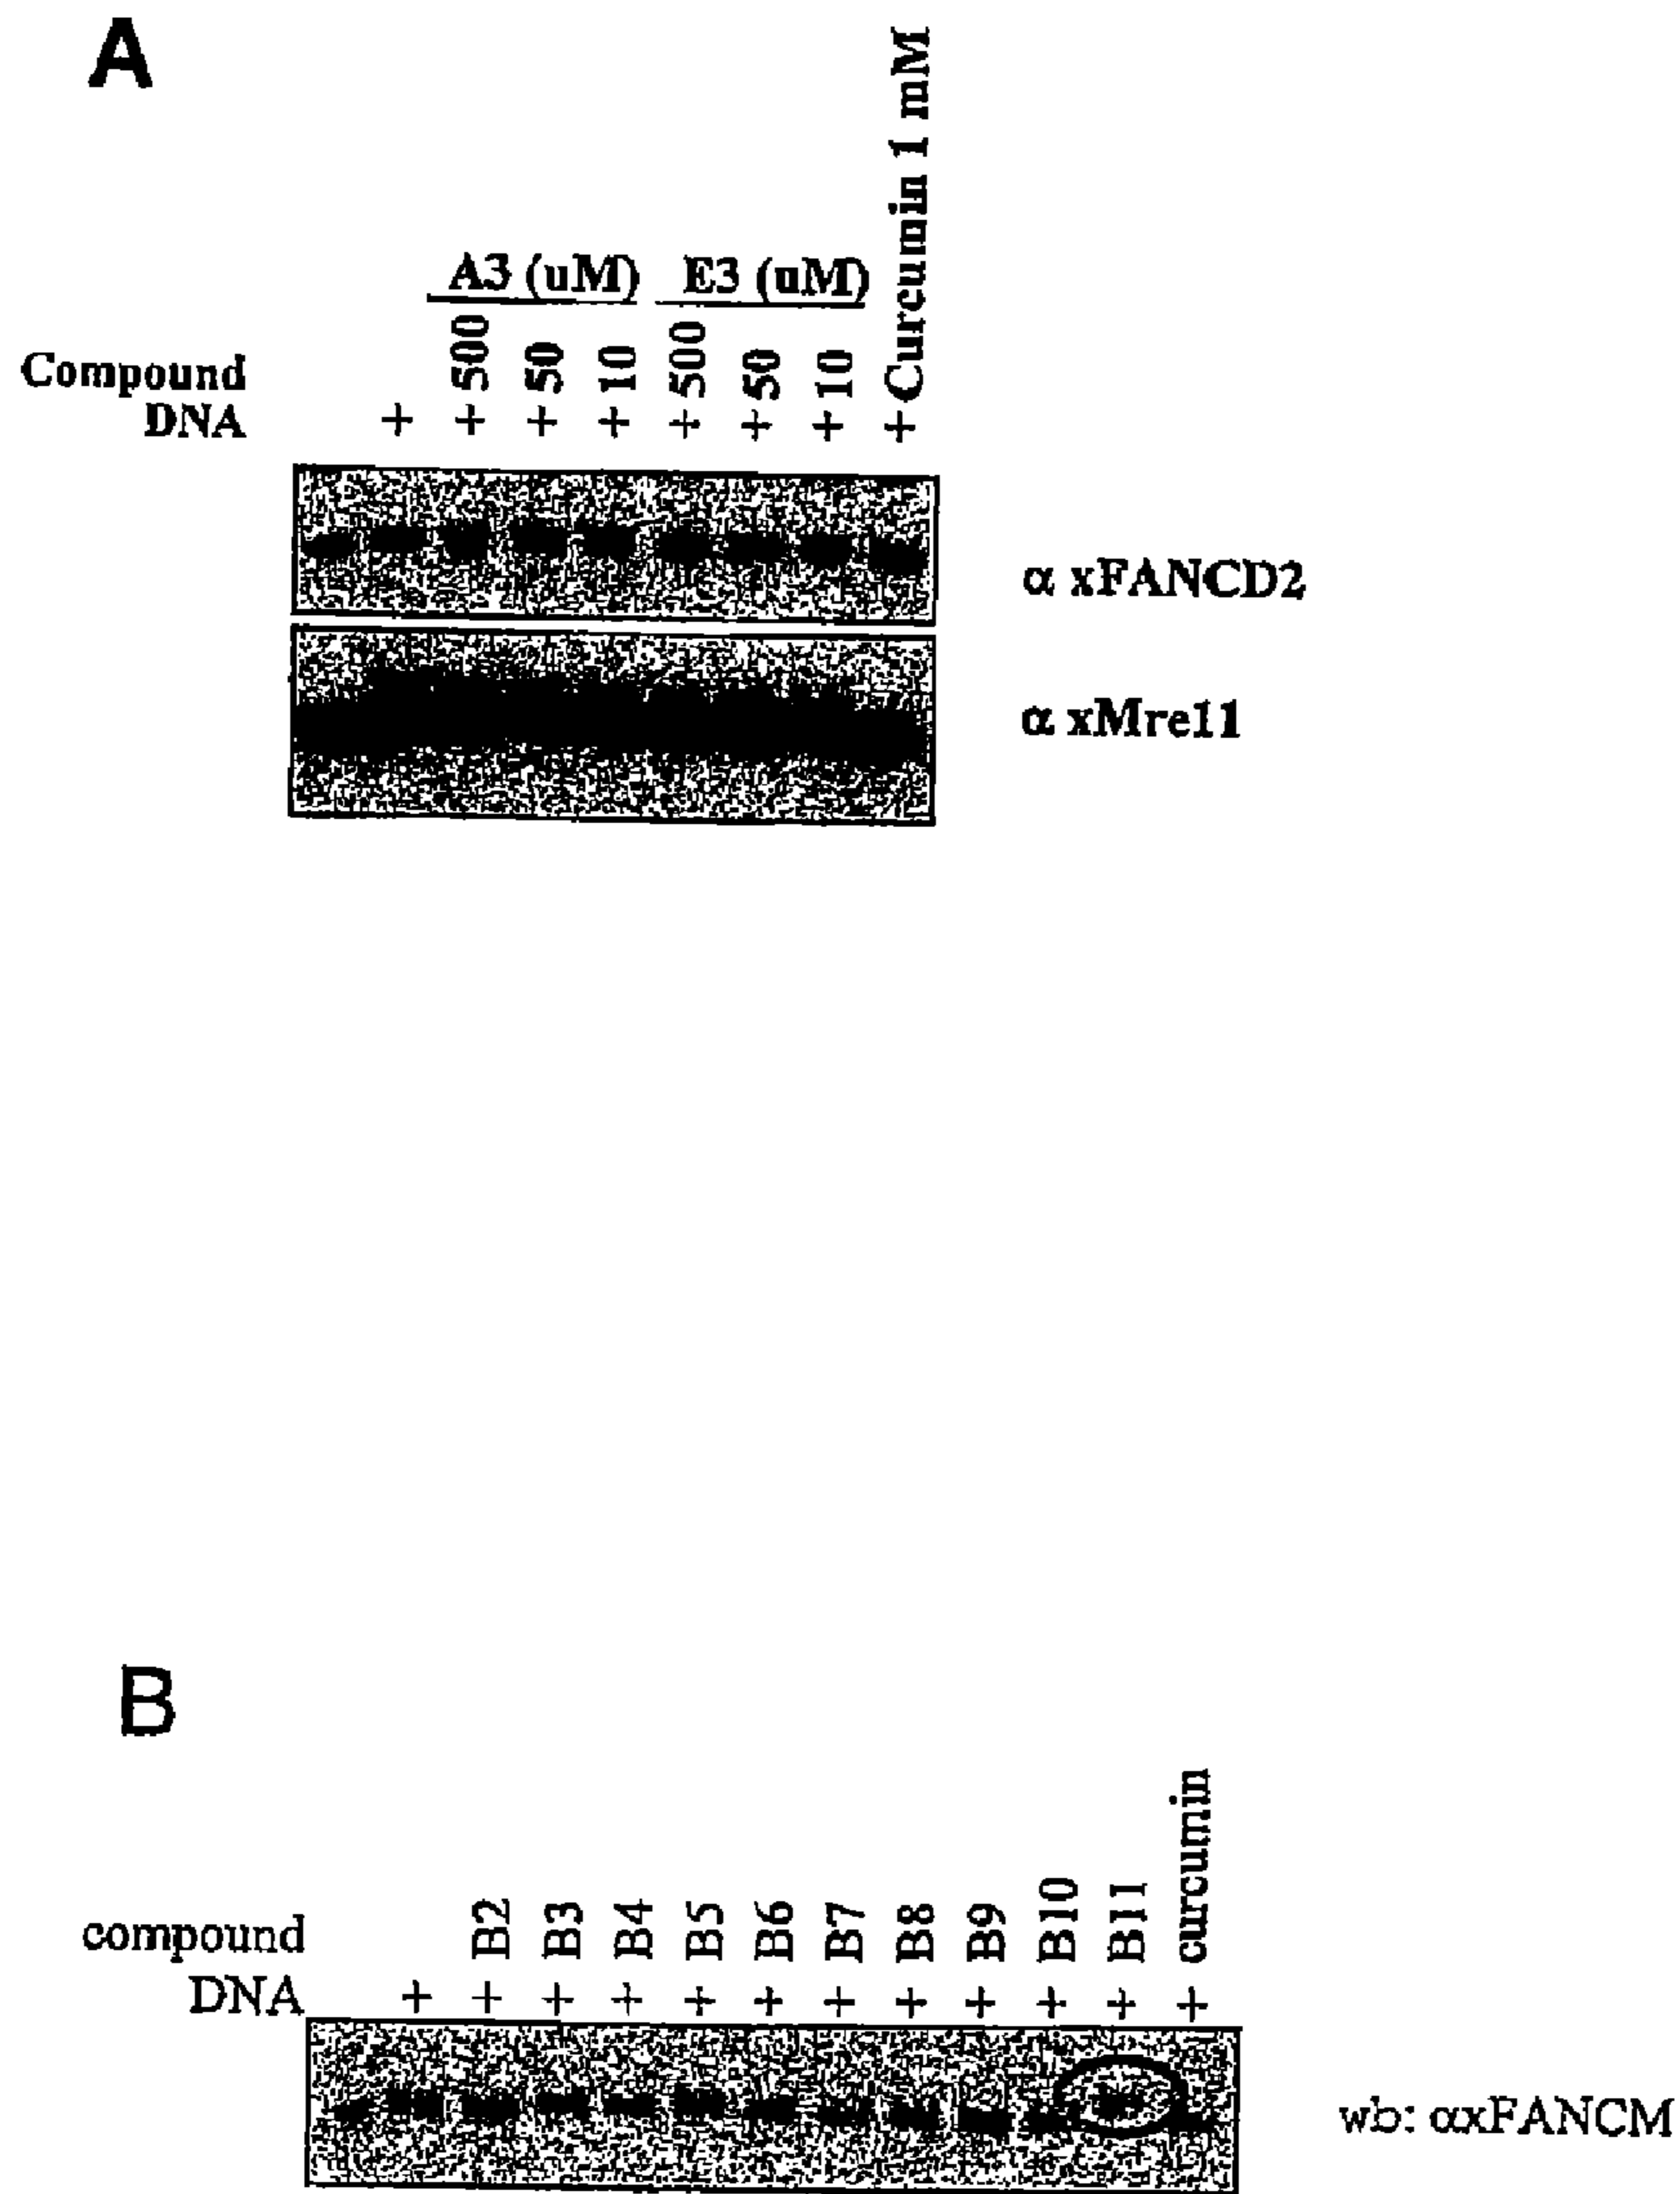 A
A3 (uM) E3 (uM) Curcumin 1 mM
Compound 500 50 10 500 50 10
DNA + + + + + + + +
α xFANCD2
α xMre11
B
compound B2 B3 B4 B5 B6 B7 B8 B9 B10 B11 curcumin
DNA + + + + + + + + + + + +
wb: αxFANCM